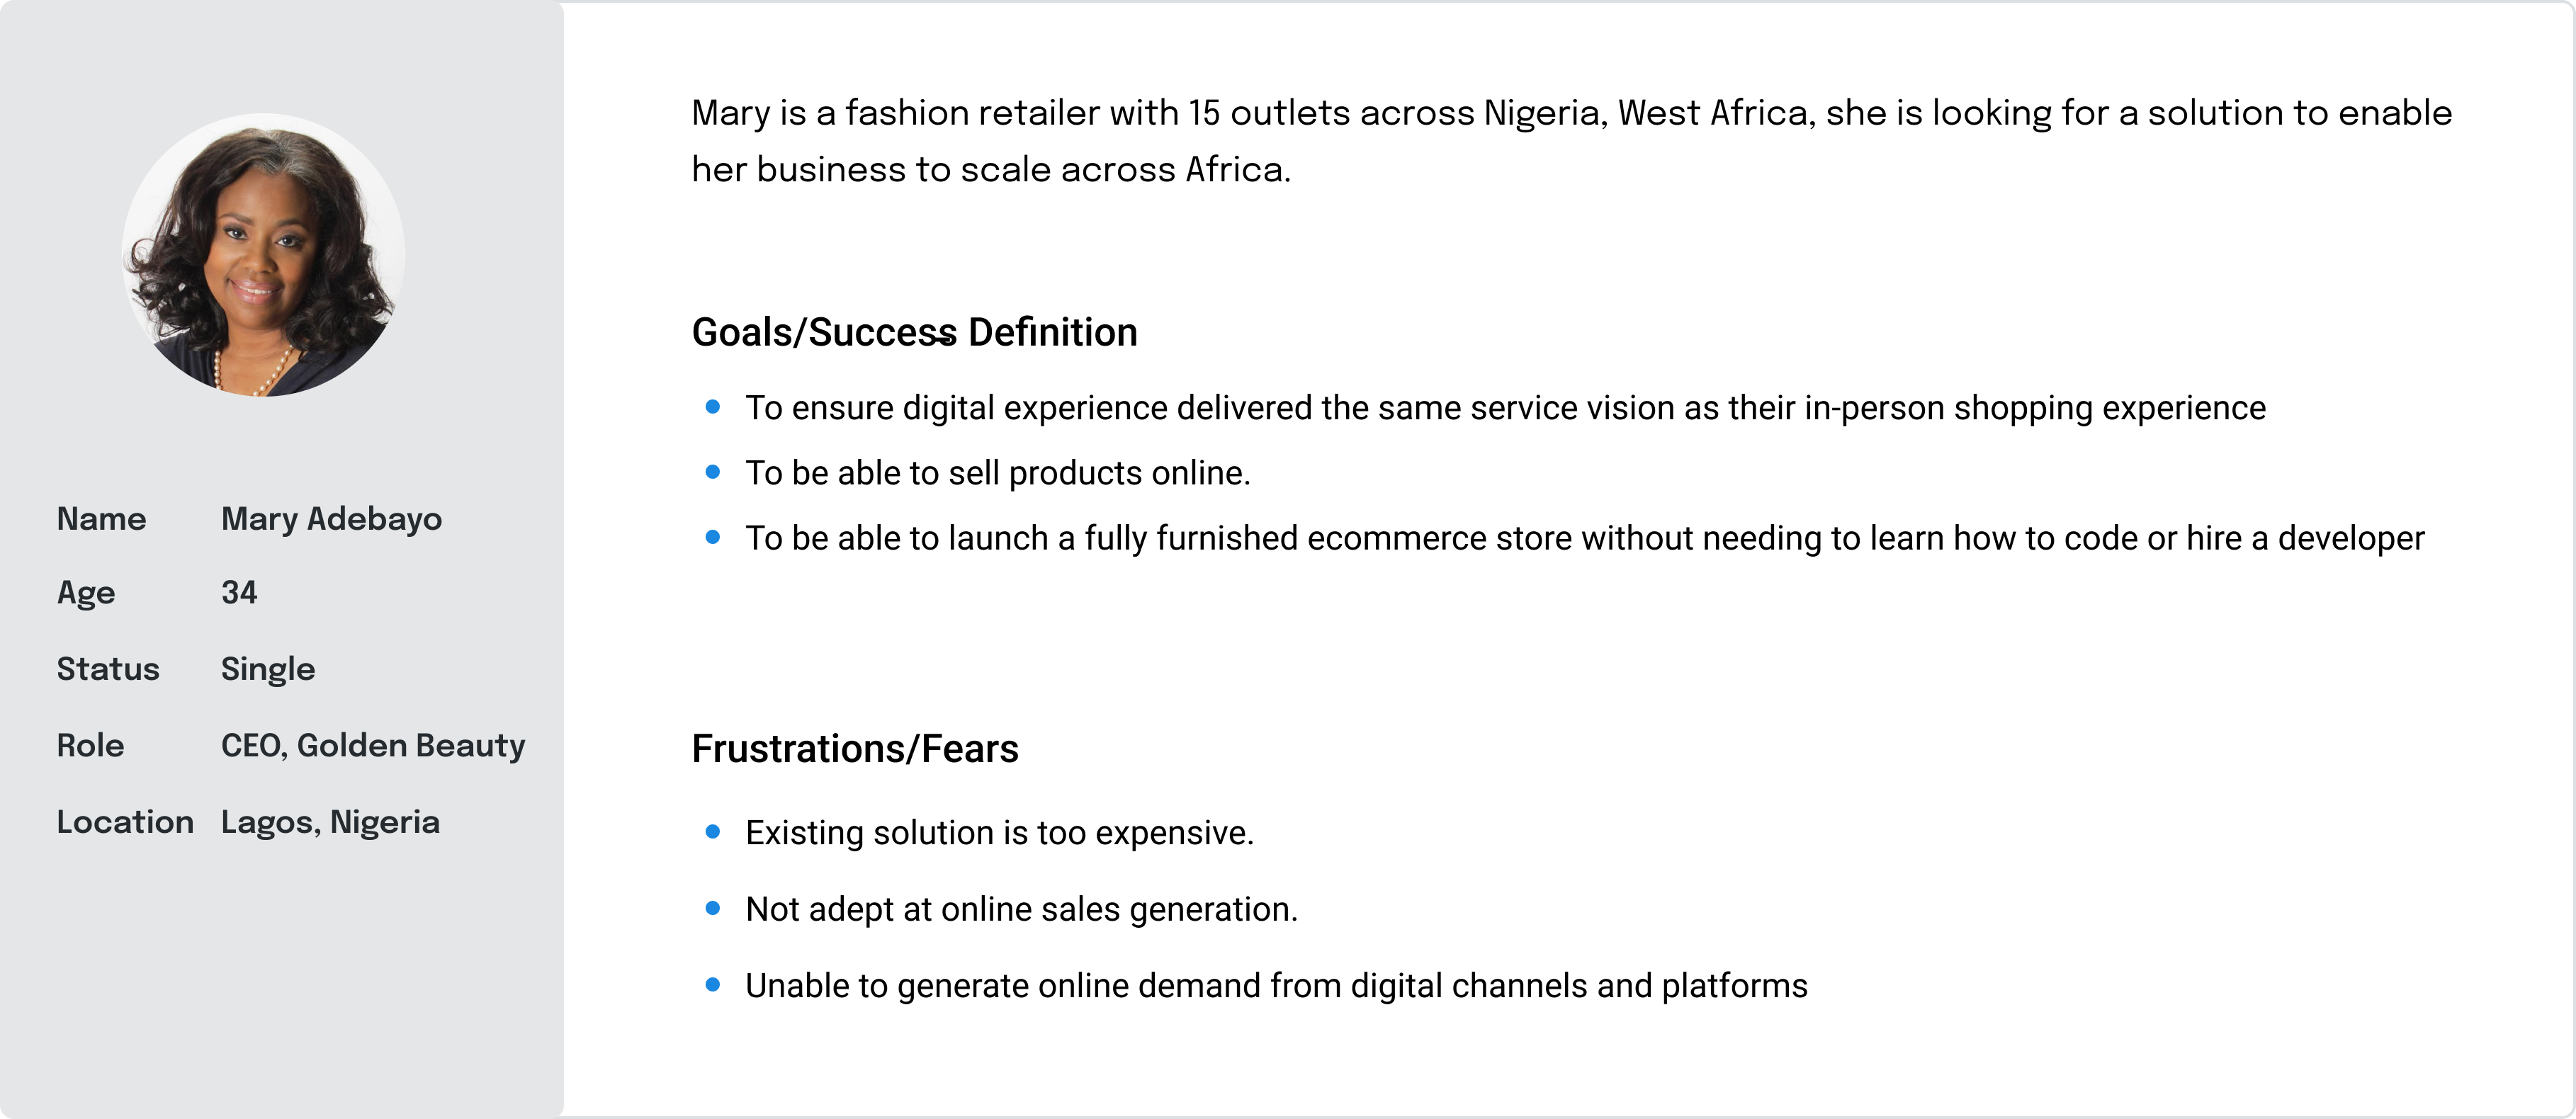 Mary is a fashion retailer with 15 outlets across Nigeria, West Africa, she is looking for a solution to enable
her business to scale across Africa.
Goals/Success Definition
To ensure digital experience delivered the same service vision as their in-person shopping experience
To be able to sell products online.
To be able to launch a fully furnished ecommerce store without needing to learn how to code or hire a developer
Frustrations/Fears
Existing solution is too expensive.
Not adept at online sales generation.
Unable to generate online demand from digital channels and platforms
Name Mary Adebayo
Age 34
Status Single
Role CEO, Golden Beauty
Location Lagos, Nigeria